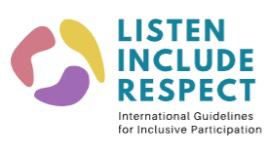 LISTEN
INCLUDE
RESPECT
International Guidelines
for Inclusive Participation